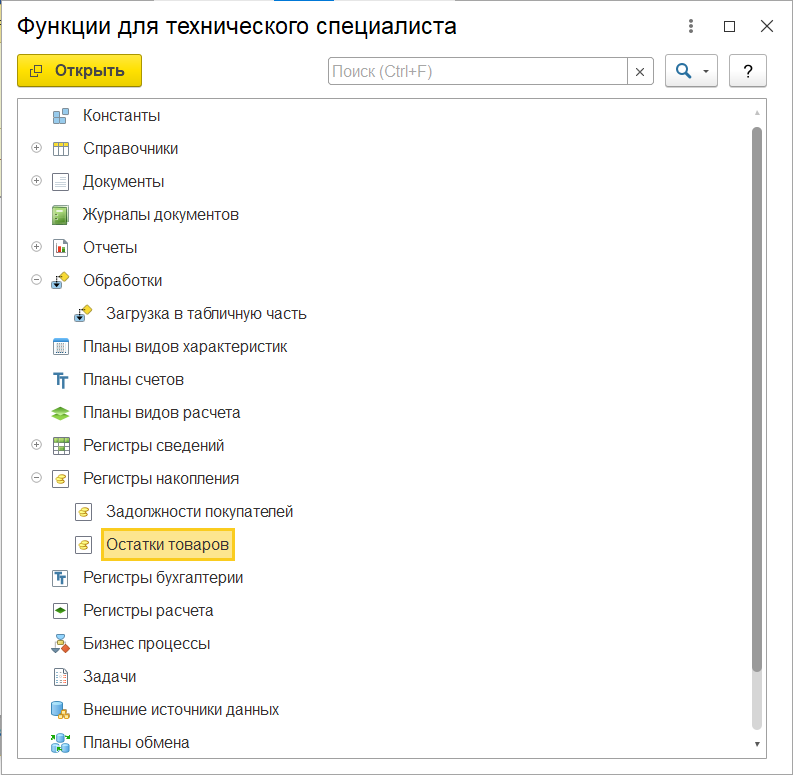 Функции для технического специалиста
Открыть
Поиск (Ctrl+F)
?
Константы
Справочники
Документы
Журналы документов
Отчеты
Обработки
Загрузка в табличную часть
Планы видов характеристик
Планы счетов
Планы видов расчета
Регистры сведений
Регистры накопления
Задолжности покупателей
Остатки товаров
Регистры бухгалтерии
Регистры расчета
Бизнес процессы
Задачи
Внешние источники данных
Планы обмена